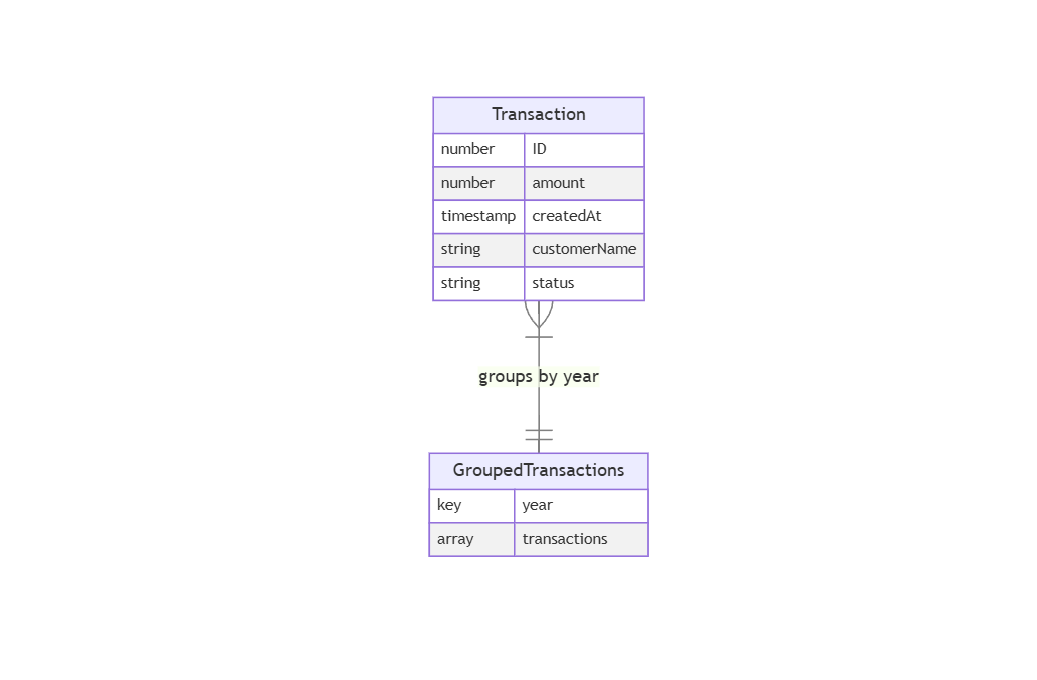 Transaction
number ID
number amount
timestamp createdAt
string customerName
string status
groups by year
GroupedTransactions
key year
array transactions